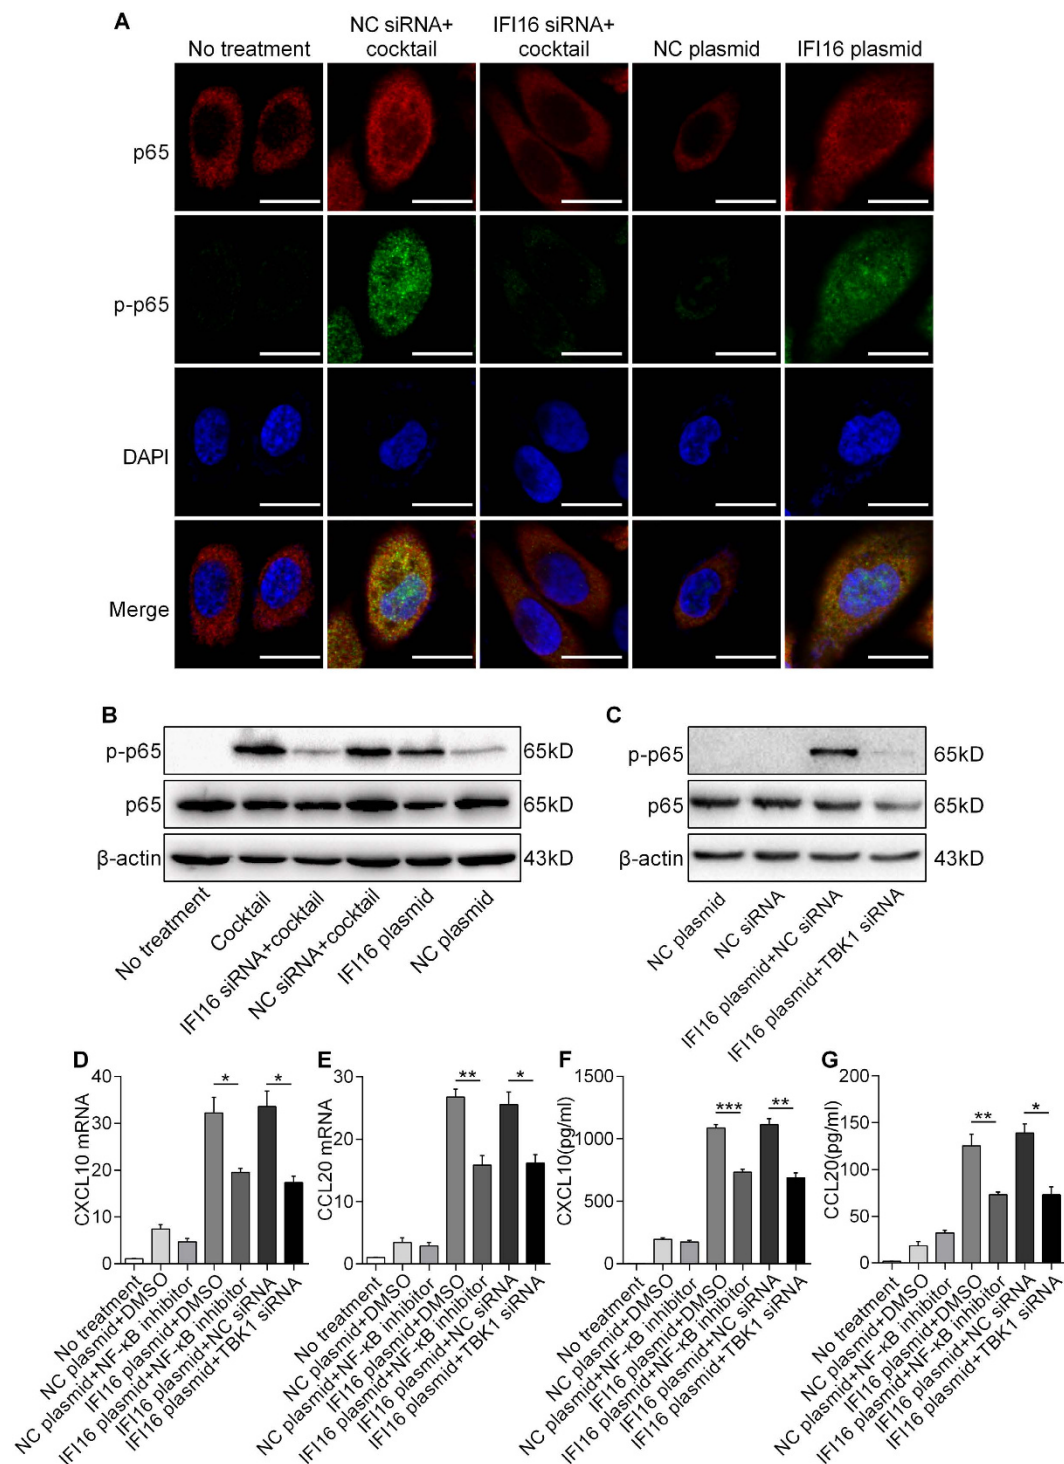 A
No treatment
NC siRNA+
cocktail
IFI16 siRNA+
cocktail
NC plasmid
IFI16 plasmid
p65
p-p65
DAPI
Merge
B
p-p65
65kD
p65
65kD
β-actin
43kD
No treatment
Cocktail
IFI16 siRNA+cocktail
NC siRNA+cocktail
IFI16 plasmid
NC plasmid
C
p-p65
65kD
p65
65kD
β-actin
43kD
NC plasmid
NC siRNA
IFI16 plasmid+NC siRNA
IFI16 plasmid+TBK1 siRNA
D
CXCL10 mRNA
40
30
20
10
0
*
*
No treatment
NC plasmid+DMSO
NC plasmid+NF-κB inhibitor
IFI16 plasmid+DMSO
IFI16 plasmid+NF-κB inhibitor
IFI16 plasmid+NC siRNA
IFI16 plasmid+TBK1 siRNA
E
CCL20 mRNA
30
20
10
0
**
*
No treatment
NC plasmid+DMSO
NC plasmid+NF-κB inhibitor
IFI16 plasmid+DMSO
IFI16 plasmid+NF-κB inhibitor
IFI16 plasmid+NC siRNA
IFI16 plasmid+TBK1 siRNA
F
CXCL10(pg/ml)
1500
1000
500
0
***
**
No treatment
NC plasmid+DMSO
NC plasmid+NF-κB inhibitor
IFI16 plasmid+DMSO
IFI16 plasmid+NF-κB inhibitor
IFI16 plasmid+NC siRNA
IFI16 plasmid+TBK1 siRNA
G
CCL20(pg/ml)
200
150
100
50
0
**
*
No treatment
NC plasmid+DMSO
NC plasmid+NF-κB inhibitor
IFI16 plasmid+DMSO
IFI16 plasmid+NF-κB inhibitor
IFI16 plasmid+NC siRNA
IFI16 plasmid+TBK1 siRNA